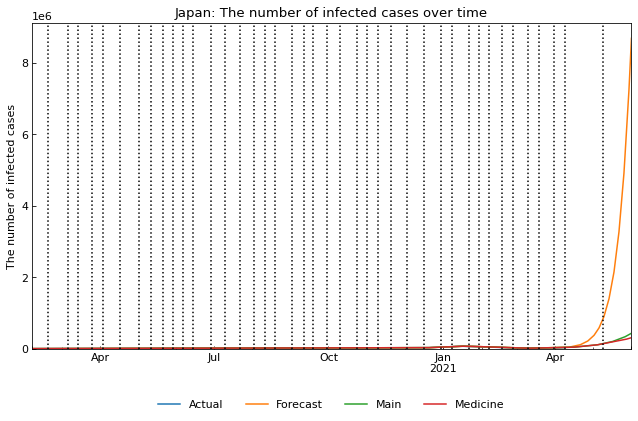 Japan: The number of infected cases over time
1e6
The number of infected cases
8
6
4
2
0
Apr
Jul
Oct
Jan
2021
Apr
Actual
Forecast
Main
Medicine